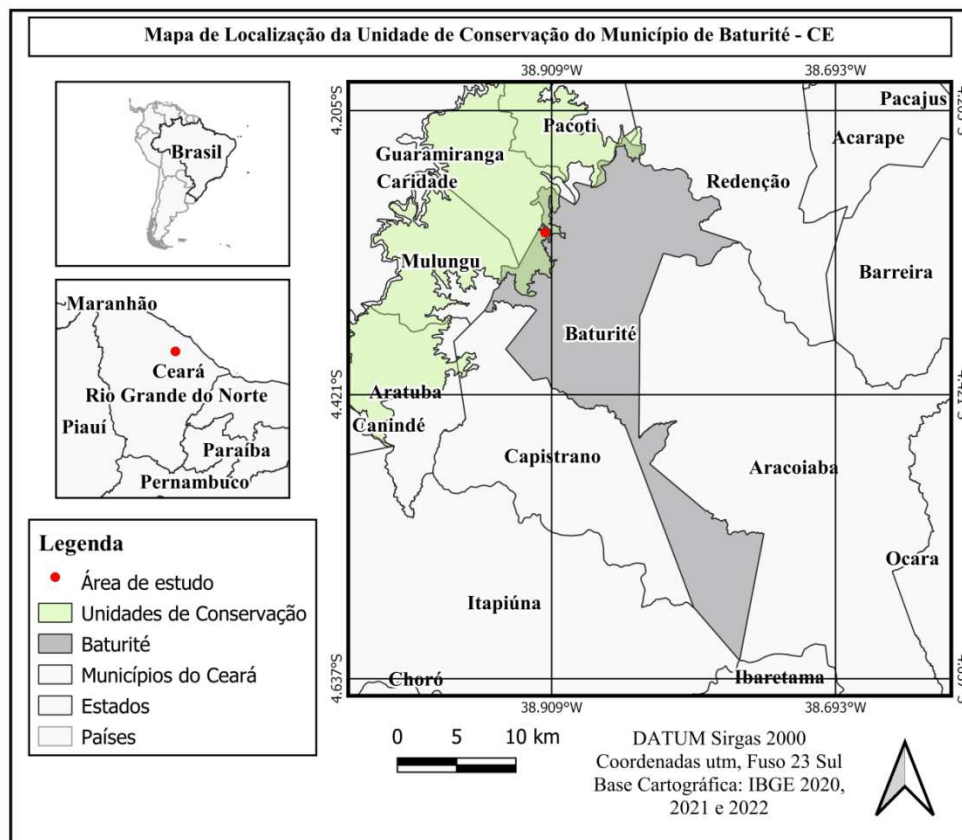 Mapa de Localização da Unidade de Conservação do Município de Baturité - CE
Brasil
Maranhão
Ceará
Rio Grande do Norte
Piauí
Paraíba
Pernambuco
Legenda
Área de estudo
Unidades de Conservação
Baturité
Municípios do Ceará
Estados
Países
38.909°W
38.693°W
4.205°S
4.421°S
4.637°S
Pacajus
Pacoti
Acarape
Guaramiranga
Caridade
Redenção
Mulungu
Barreira
Baturité
Aratuba
Canindé
Capistrano
Aracoiaba
Ocara
Itapiúna
Choró
Ibaretama
38.909°W
38.693°W
0 5 10 km
DATUM Sirgas 2000
Coordenadas utm, Fuso 23 Sul
Base Cartográfica: IBGE 2020,
2021 e 2022